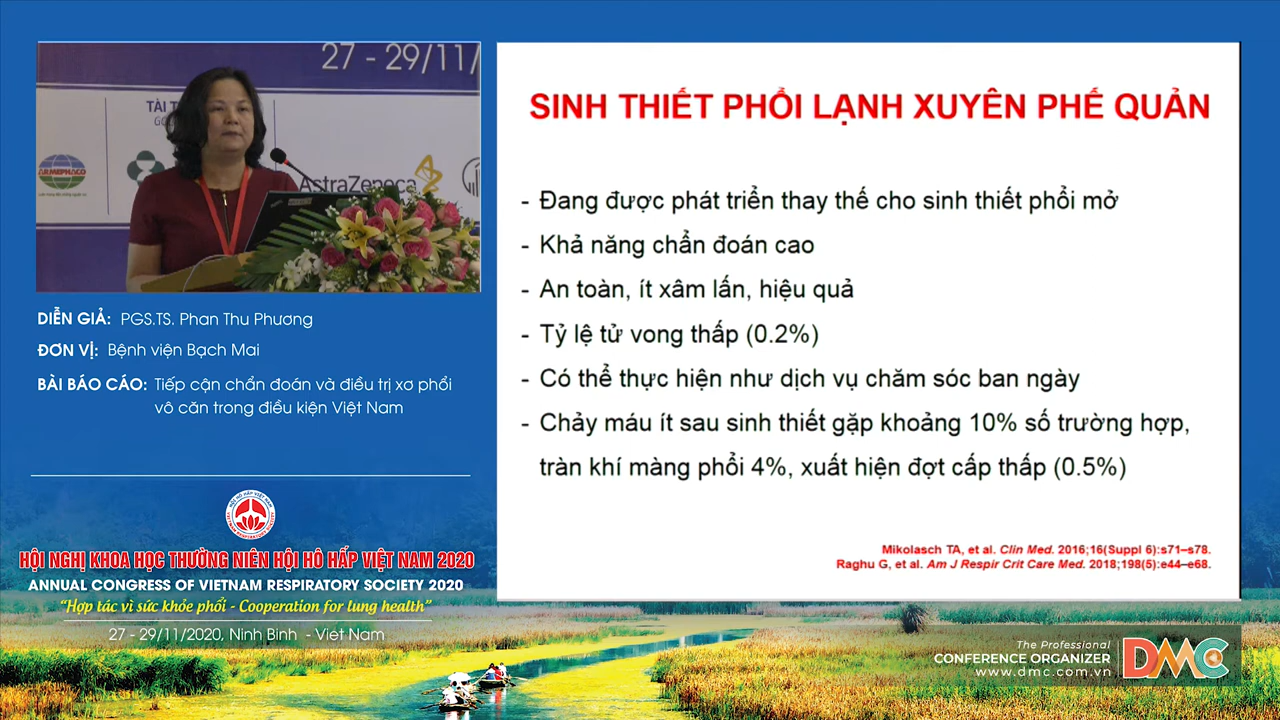 27 - 29/11/
TÀI T
ARMEPHACO
AstraZeneca
DIỄN GIẢ: PGS.TS. Phan Thu Phương
ĐƠN VỊ: Bệnh viện Bạch Mai
BÀI BÁO CÁO: Tiếp cận chẩn đoán và điều trị xơ phổi
vô căn trong điều kiện Việt Nam
HỘI NGHỊ KHOA HỌC THƯỜNG NIÊN HỘI HÔ HẤP VIỆT NAM 2020
ANNUAL CONGRESS OF VIETNAM RESPIRATORY SOCIETY 2020
“Hợp tác vì sức khỏe phổi - Cooperation for lung health”
27 - 29/11/2020, Ninh Binh - Viet Nam
SINH THIẾT PHỔI LẠNH XUYÊN PHẾ QUẢN
- Đang được phát triển thay thế cho sinh thiết phổi mở
- Khả năng chẩn đoán cao
- An toàn, ít xâm lấn, hiệu quả
- Tỷ lệ tử vong thấp (0.2%)
- Có thể thực hiện như dịch vụ chăm sóc ban ngày
- Chảy máu ít sau sinh thiết gặp khoảng 10% số trường hợp,
tràn khí màng phổi 4%, xuất hiện đợt cấp thấp (0.5%)
Mikolasch TA, et al. Clin Med. 2016;16(Suppl 6):s71–s78.
Raghu G, et al. Am J Respir Crit Care Med. 2018;198(5):e44–e68.
The Professional
CONFERENCE ORGANIZER
www.dmc.com.vn
DMC